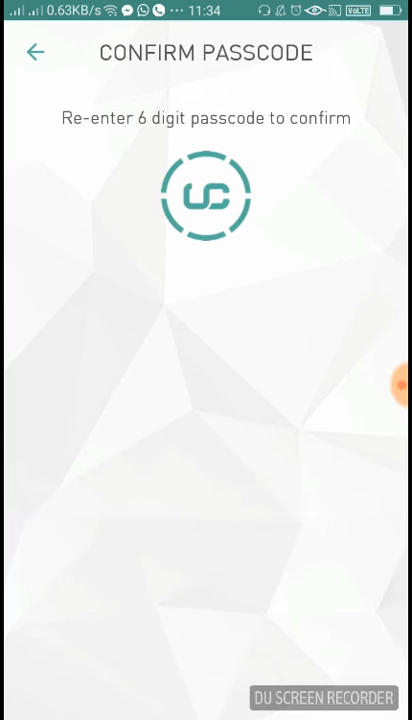 0.63KB/s ... 11:34 VoLTE
CONFIRM PASSCODE
Re-enter 6 digit passcode to confirm
UC
DU SCREEN RECORDER